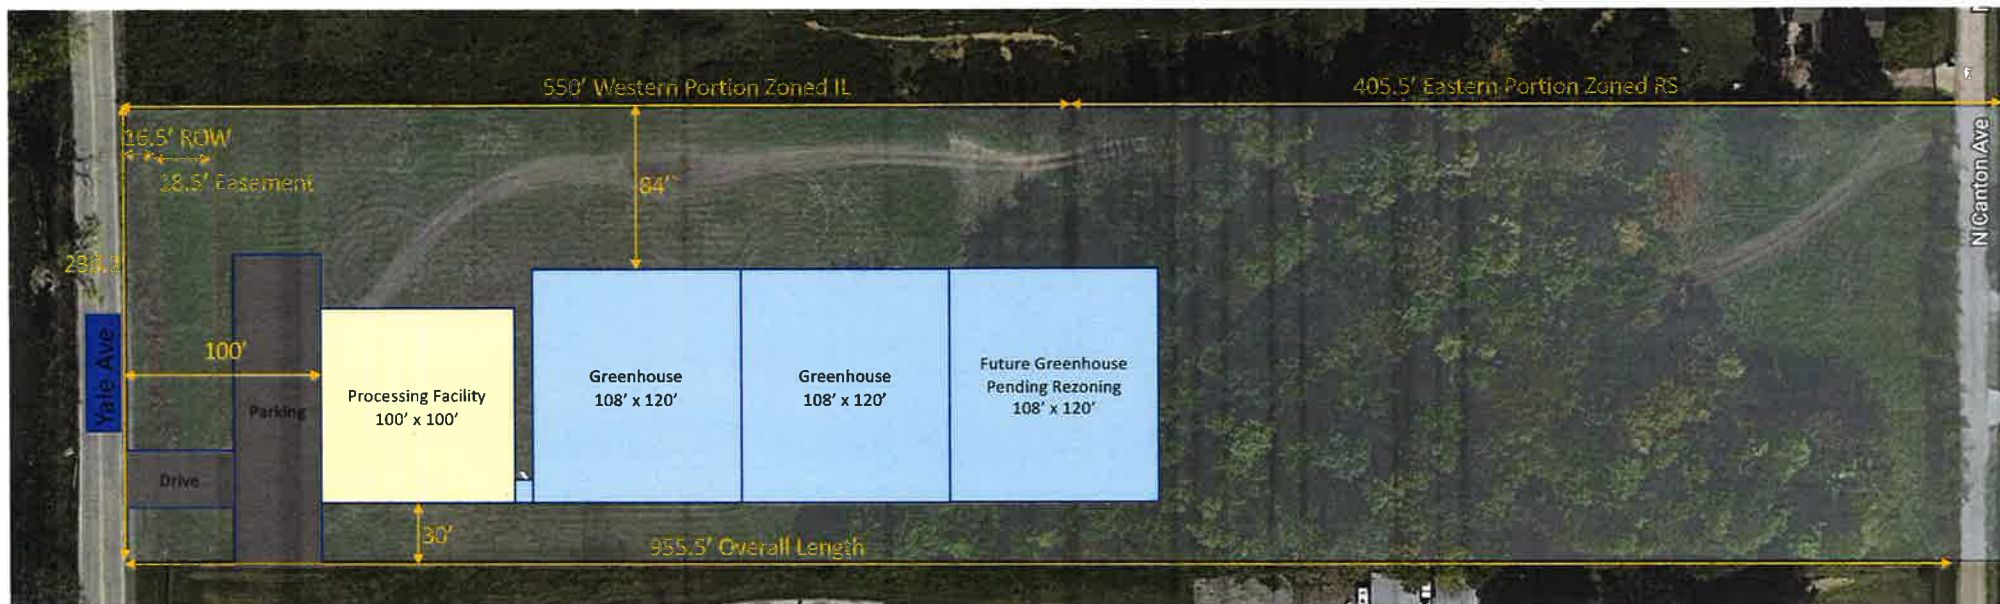 550' Western Portion Zoned IL
405.5' Eastern Portion Zoned RS
16.5' ROW
18.5' Easement
84'
N Canton Ave
100'
Yale Ave.
Parking
Drive
Processing Facility
100' x 100'
Greenhouse
108' x 120'
Greenhouse
108' x 120'
Future Greenhouse
Pending Rezoning
108' x 120'
30'
955.5' Overall Length